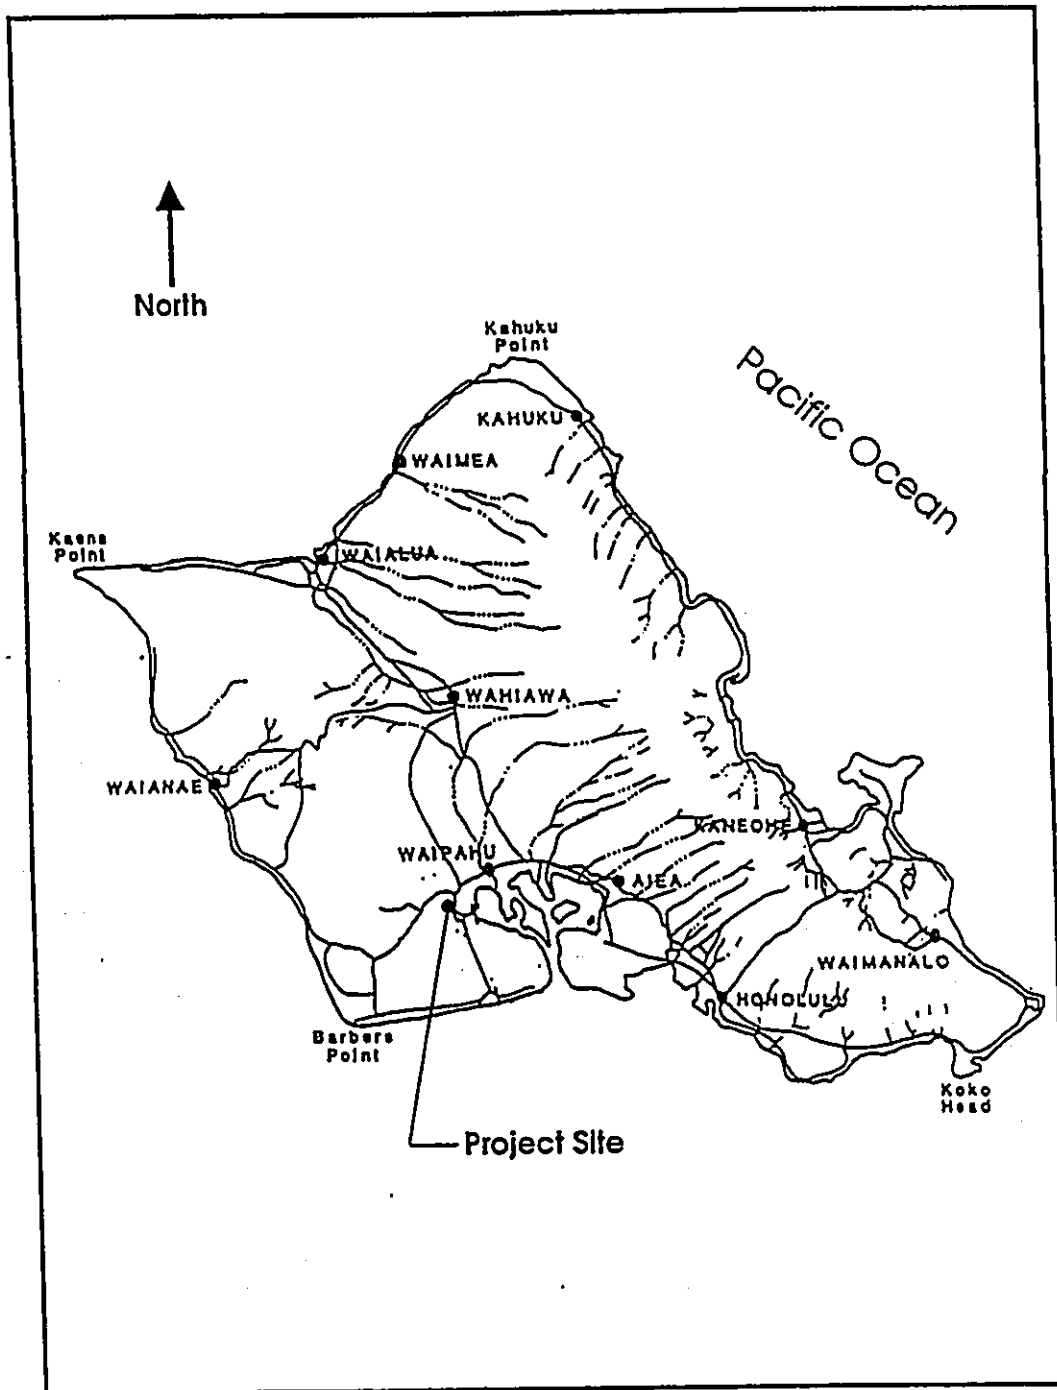 North
Kahuku
Point
Pacific Ocean
KAHUKU
WAIMEA
Kaena
Point
WAIALUA
WAHIAWA
WAIANAE
KANEOHE
WAIPAHU
AIEA
WAIMANALO
HONOLULU
Barbers
Point
Koko
Head
Project Site